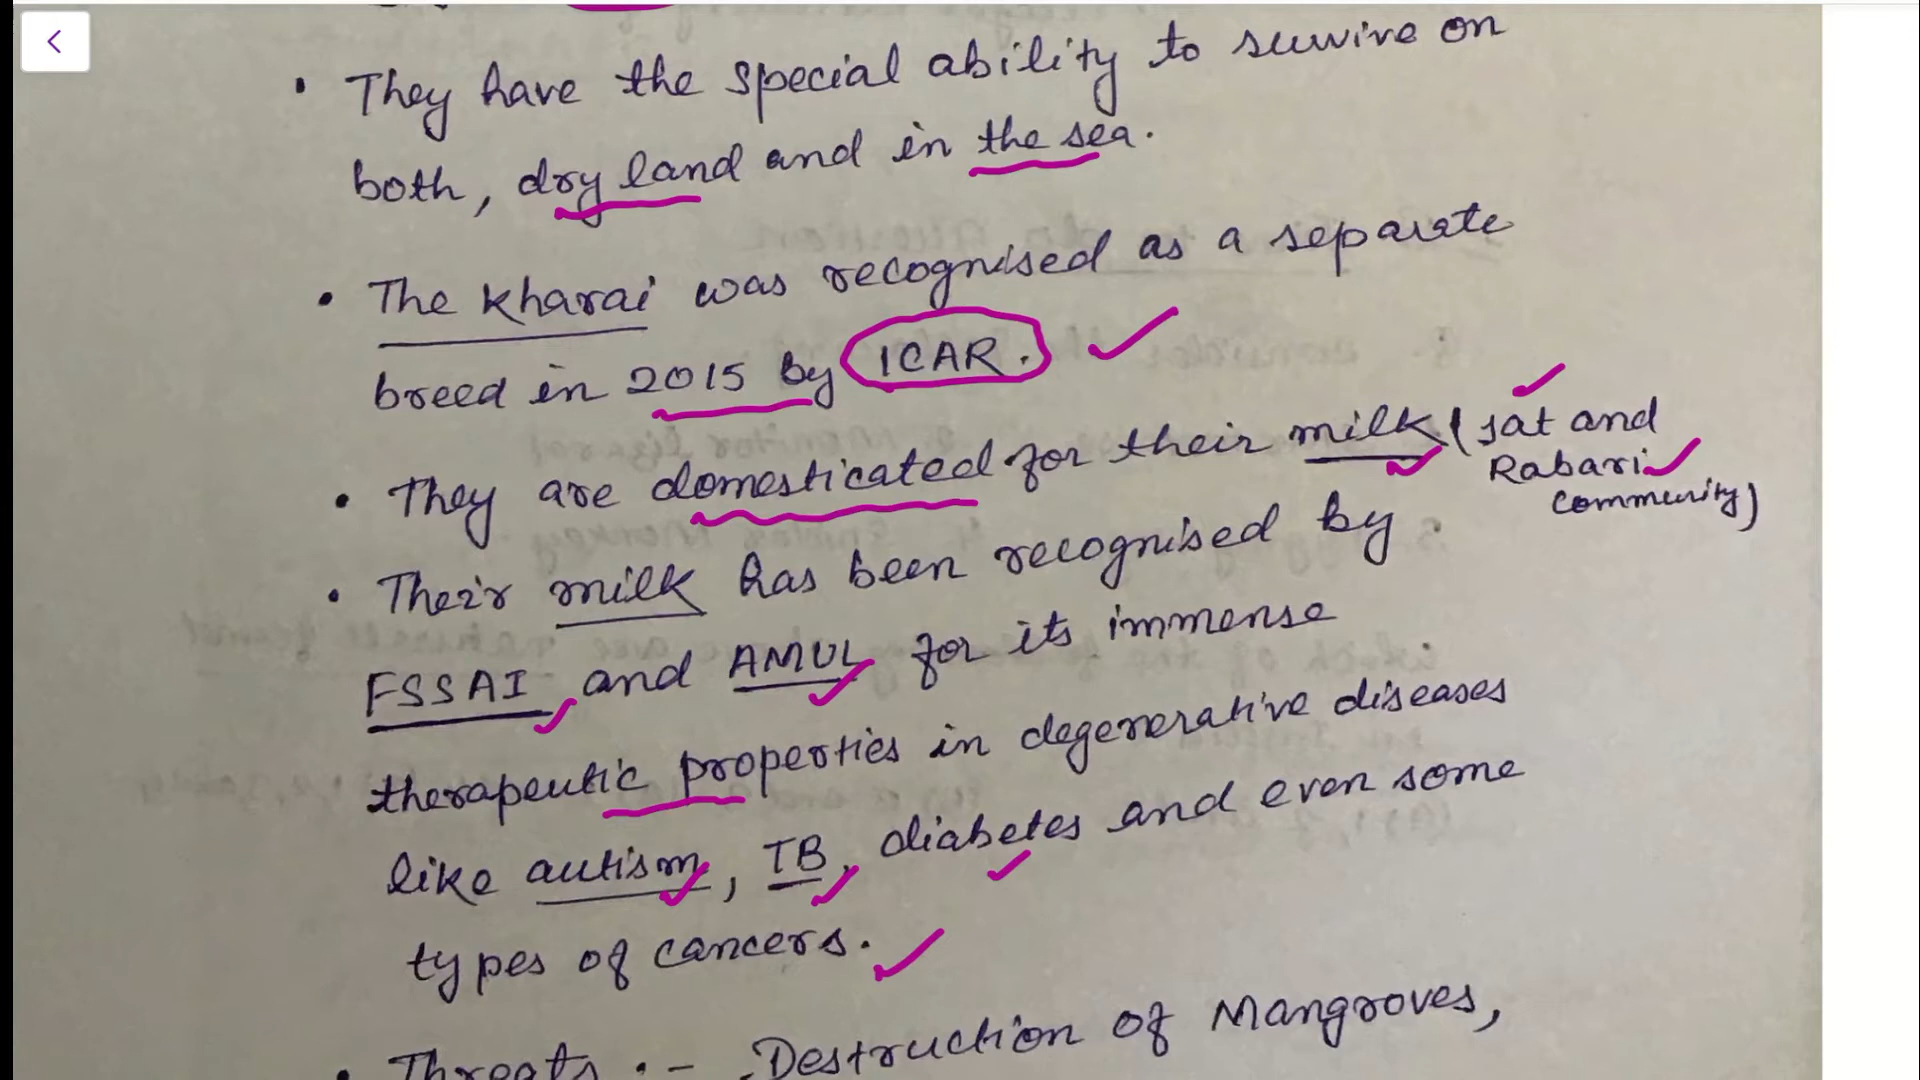 • They have the special ability to survive on
both, dry land and in the sea.
• The kharai was recognised as a separate
breed in 2015 by ICAR.
• They are domesticated for their milk (Jat and
Rabari
community)
• Their milk has been recognised by
FSSAI and AMUL for its immense
therapeutic properties in degenerative diseases
like autism, TB, diabetes and even some
types of cancers.
• Threats :- Destruction of Mangroves,